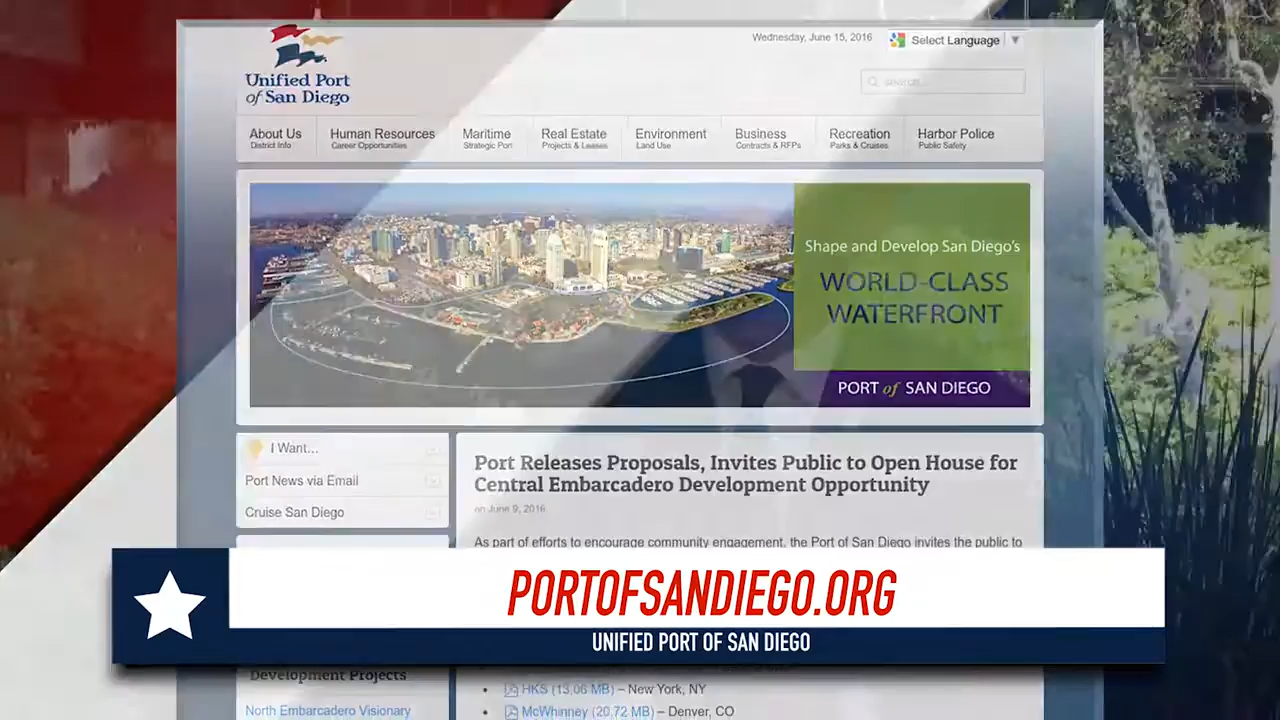 Wednesday, June 15, 2016
Select Language
Unified Port
of San Diego
search...
About Us
District Info
Human Resources
Career Opportunities
Maritime
Strategic Port
Real Estate
Projects & Leases
Environment
Land Use
Business
Contracts & RFPs
Recreation
Parks & Cruises
Harbor Police
Public Safety
Shape and Develop San Diego's
WORLD-CLASS
WATERFRONT
PORT of SAN DIEGO
I Want...
Port News via Email
Cruise San Diego
Port Releases Proposals, Invites Public to Open House for
Central Embarcadero Development Opportunity
on June 9, 2016
As part of efforts to encourage community engagement, the Port of San Diego invites the public to
PORTOFSANDIEGO.ORG
UNIFIED PORT OF SAN DIEGO
Development Projects
North Embarcadero Visionary
HKS (13.06 MB) – New York, NY
McWhinney (20.72 MB) – Denver, CO